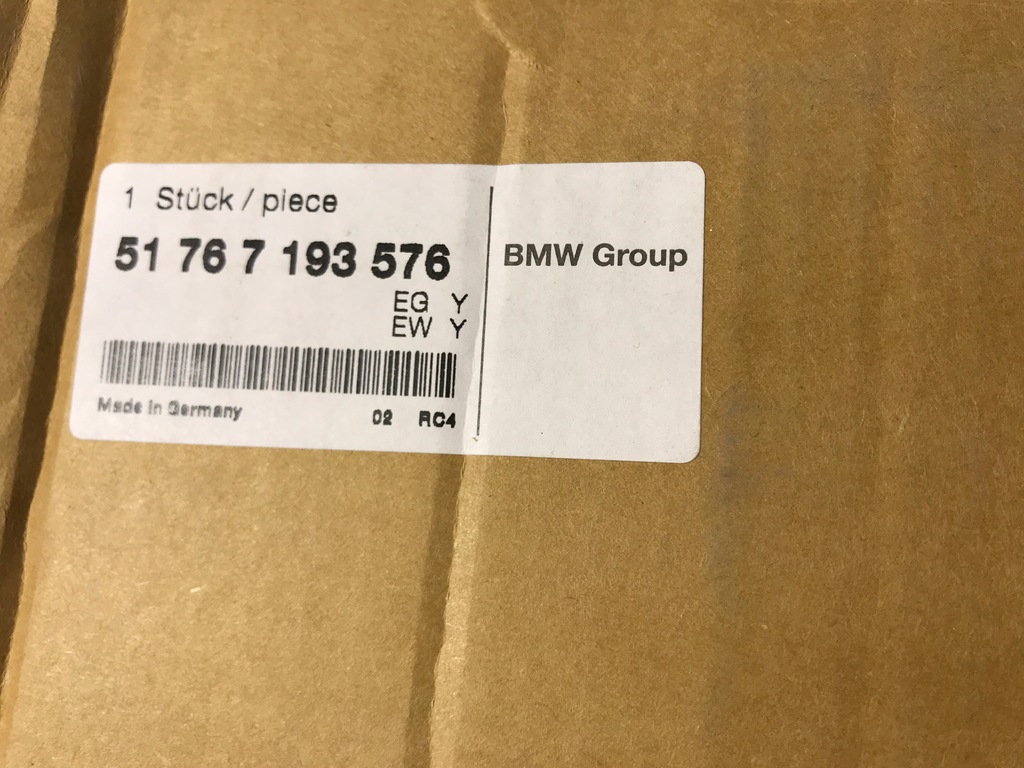 1 Stück / piece
51 76 7 193 576
BMW Group
EG Y
EW Y
Made in Germany
02 RC4